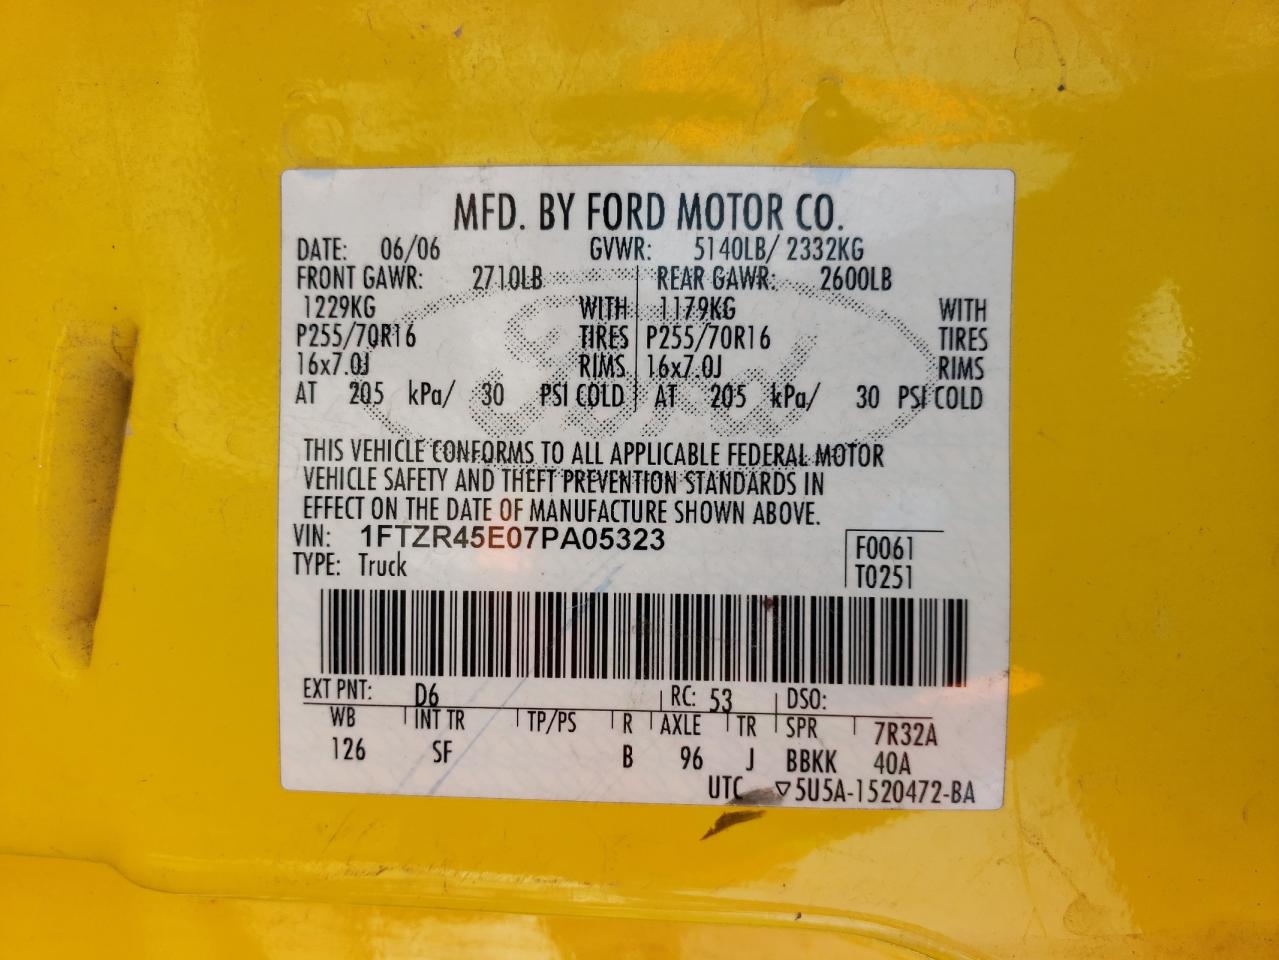 MFD. BY FORD MOTOR CO.
DATE: 06/06 GVWR: 5140LB/ 2332KG
FRONT GAWR: 2710LB REAR GAWR: 2600LB
1229KG WITH 1179KG WITH
P255/70R16 TIRES P255/70R16 TIRES
16x7.0J RIMS 16x7.0J RIMS
AT 205 kPa/ 30 PSI COLD AT 205 kPa/ 30 PSI COLD
Ford
THIS VEHICLE CONFORMS TO ALL APPLICABLE FEDERAL MOTOR
VEHICLE SAFETY AND THEFT PREVENTION STANDARDS IN
EFFECT ON THE DATE OF MANUFACTURE SHOWN ABOVE.
VIN: 1FTZR45E07PA05323 F0061
TYPE: Truck T0251
EXT PNT: D6 RC: 53 DSO:
WB INT TR TP/PS R AXLE TR SPR 7R32A
126 SF B 96 J BBKK 40A
UTC ▽5U5A-1520472-BA